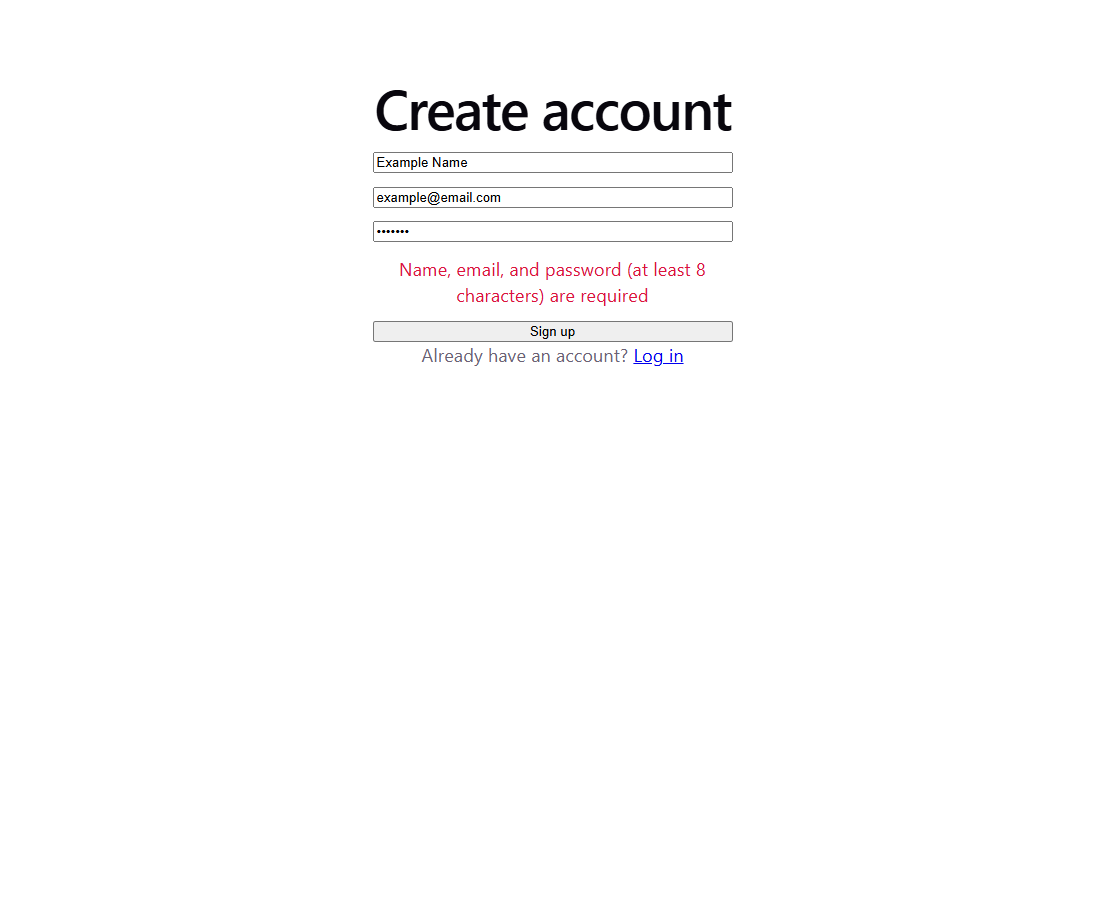 Create account
Example Name
example@email.com
•••••••
Name, email, and password (at least 8
characters) are required
Sign up
Already have an account? Log in